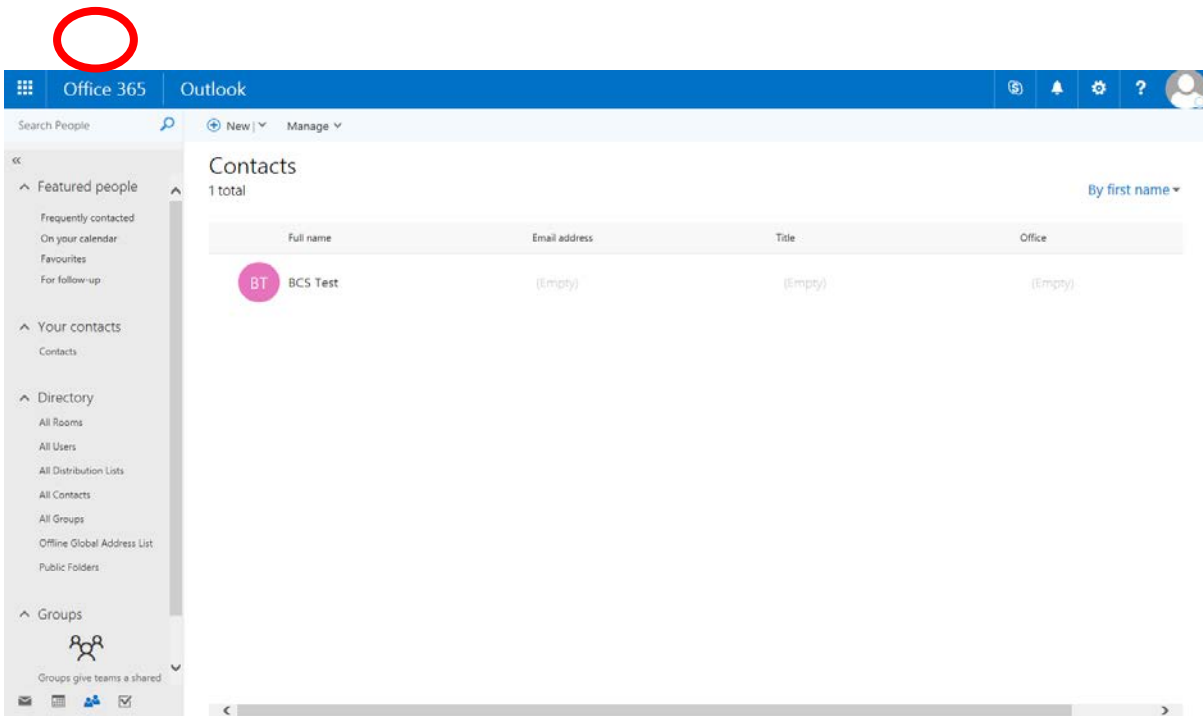 Office 365 Outlook ?
Search People New Manage
Contacts
1 total
By first name
Featured people
Frequently contacted
On your calendar
Favourites
For follow-up
Your contacts
Contacts
Directory
All Rooms
All Users
All Distribution Lists
All Contacts
All Groups
Offline Global Address List
Public Folders
Groups
Groups give teams a shared
Full name Email address Title Office
BT BCS Test (Empty) (Empty) (Empty)